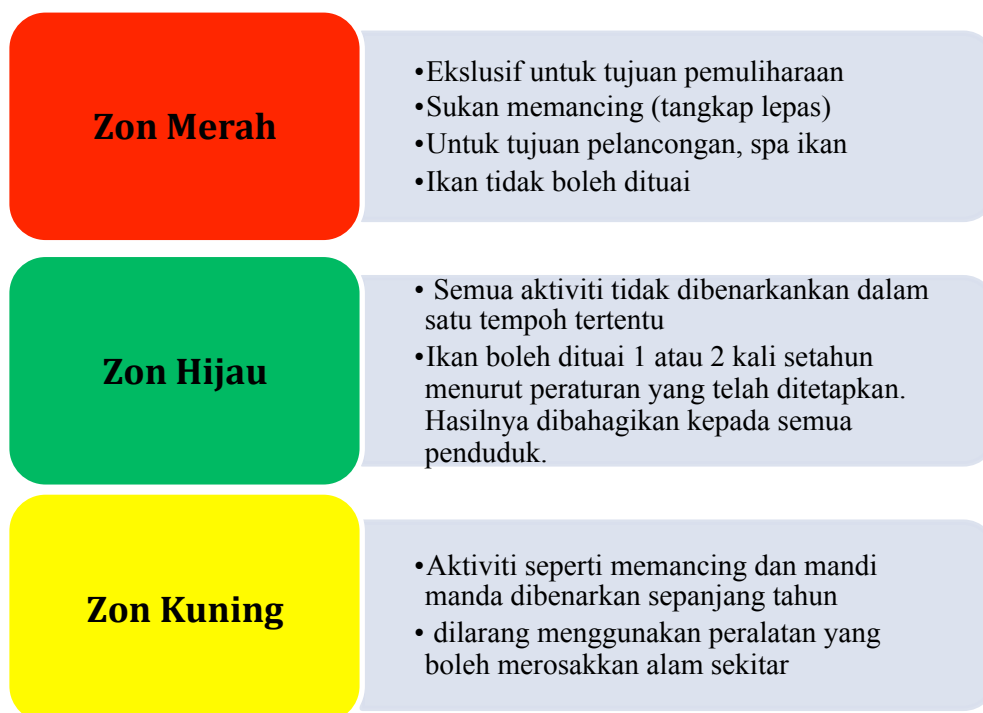 Zon Merah
•Ekslusif untuk tujuan pemuliharaan
•Sukan memancing (tangkap lepas)
•Untuk tujuan pelancongan, spa ikan
•Ikan tidak boleh dituai
Zon Hijau
• Semua aktiviti tidak dibenarkankan dalam
satu tempoh tertentu
•Ikan boleh dituai 1 atau 2 kali setahun
menurut peraturan yang telah ditetapkan.
Hasilnya dibahagikan kepada semua
penduduk.
Zon Kuning
•Aktiviti seperti memancing dan mandi
manda dibenarkan sepanjang tahun
• dilarang menggunakan peralatan yang
boleh merosakkan alam sekitar